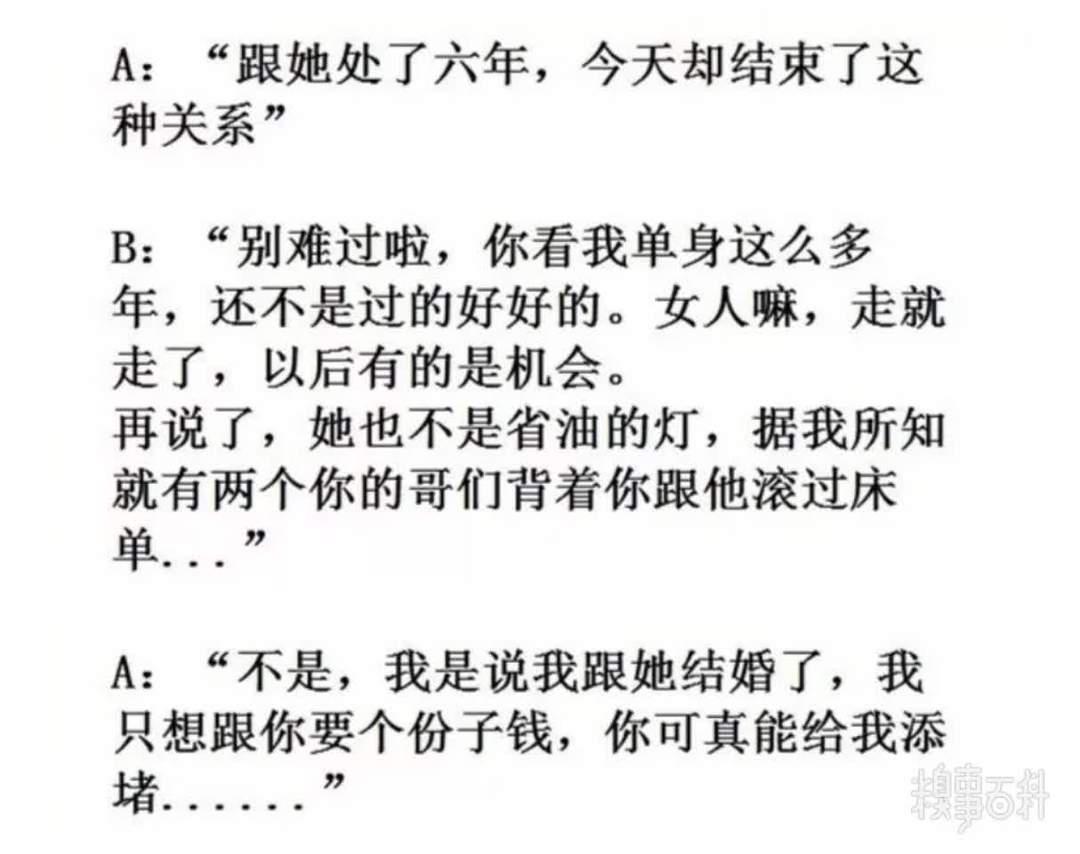 A：“跟她处了六年，今天却结束了这
种关系”
B：“别难过啦，你看我单身这么多
年，还不是过的好好的。女人嘛，走就
走了，以后有的是机会。
再说了，她也不是省油的灯，据我所知
就有两个你的哥们背着你跟他滚过床
单...”
A：“不是，我是说我跟她结婚了，我
只想跟你要个份子钱，你可真能给我添
堵......”
糗事百科